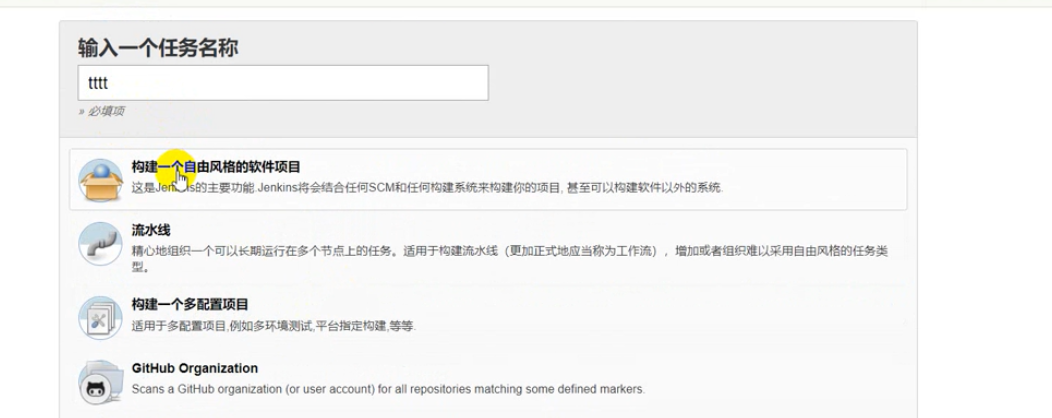 输入一个任务名称
tttt
» 必填项
构建一个自由风格的软件项目
这是Jenkins的主要功能.Jenkins将会结合任何SCM和任何构建系统来构建你的项目, 甚至可以构建软件以外的系统.
流水线
精心地组织一个可以长期运行在多个节点上的任务。适用于构建流水线（更加正式地应当称为工作流），增加或者组织难以采用自由风格的任务类
型。
构建一个多配置项目
适用于多配置项目,例如多环境测试,平台指定构建,等等.
GitHub Organization
Scans a GitHub organization (or user account) for all repositories matching some defined markers.